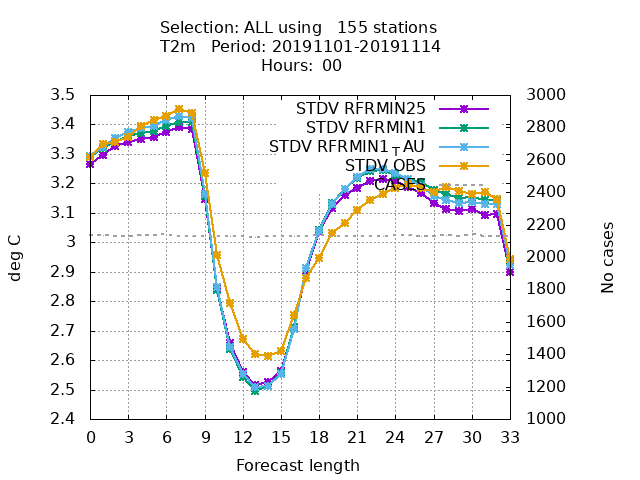 Selection: ALL using   155 stations
T2m   Period: 20191101-20191114
Hours: 00
3.5
3.4
3.3
3.2
3.1
3
2.9
2.8
2.7
2.6
2.5
2.4
deg C
STDV RFRMIN25
STDV RFRMIN1
STDV RFRMIN1┬AU
STDV OBS
CASES
3000
2800
2600
2400
2200
2000
1800
1600
1400
1200
1000
No cases
0 3 6 9 12 15 18 21 24 27 30 33
Forecast length